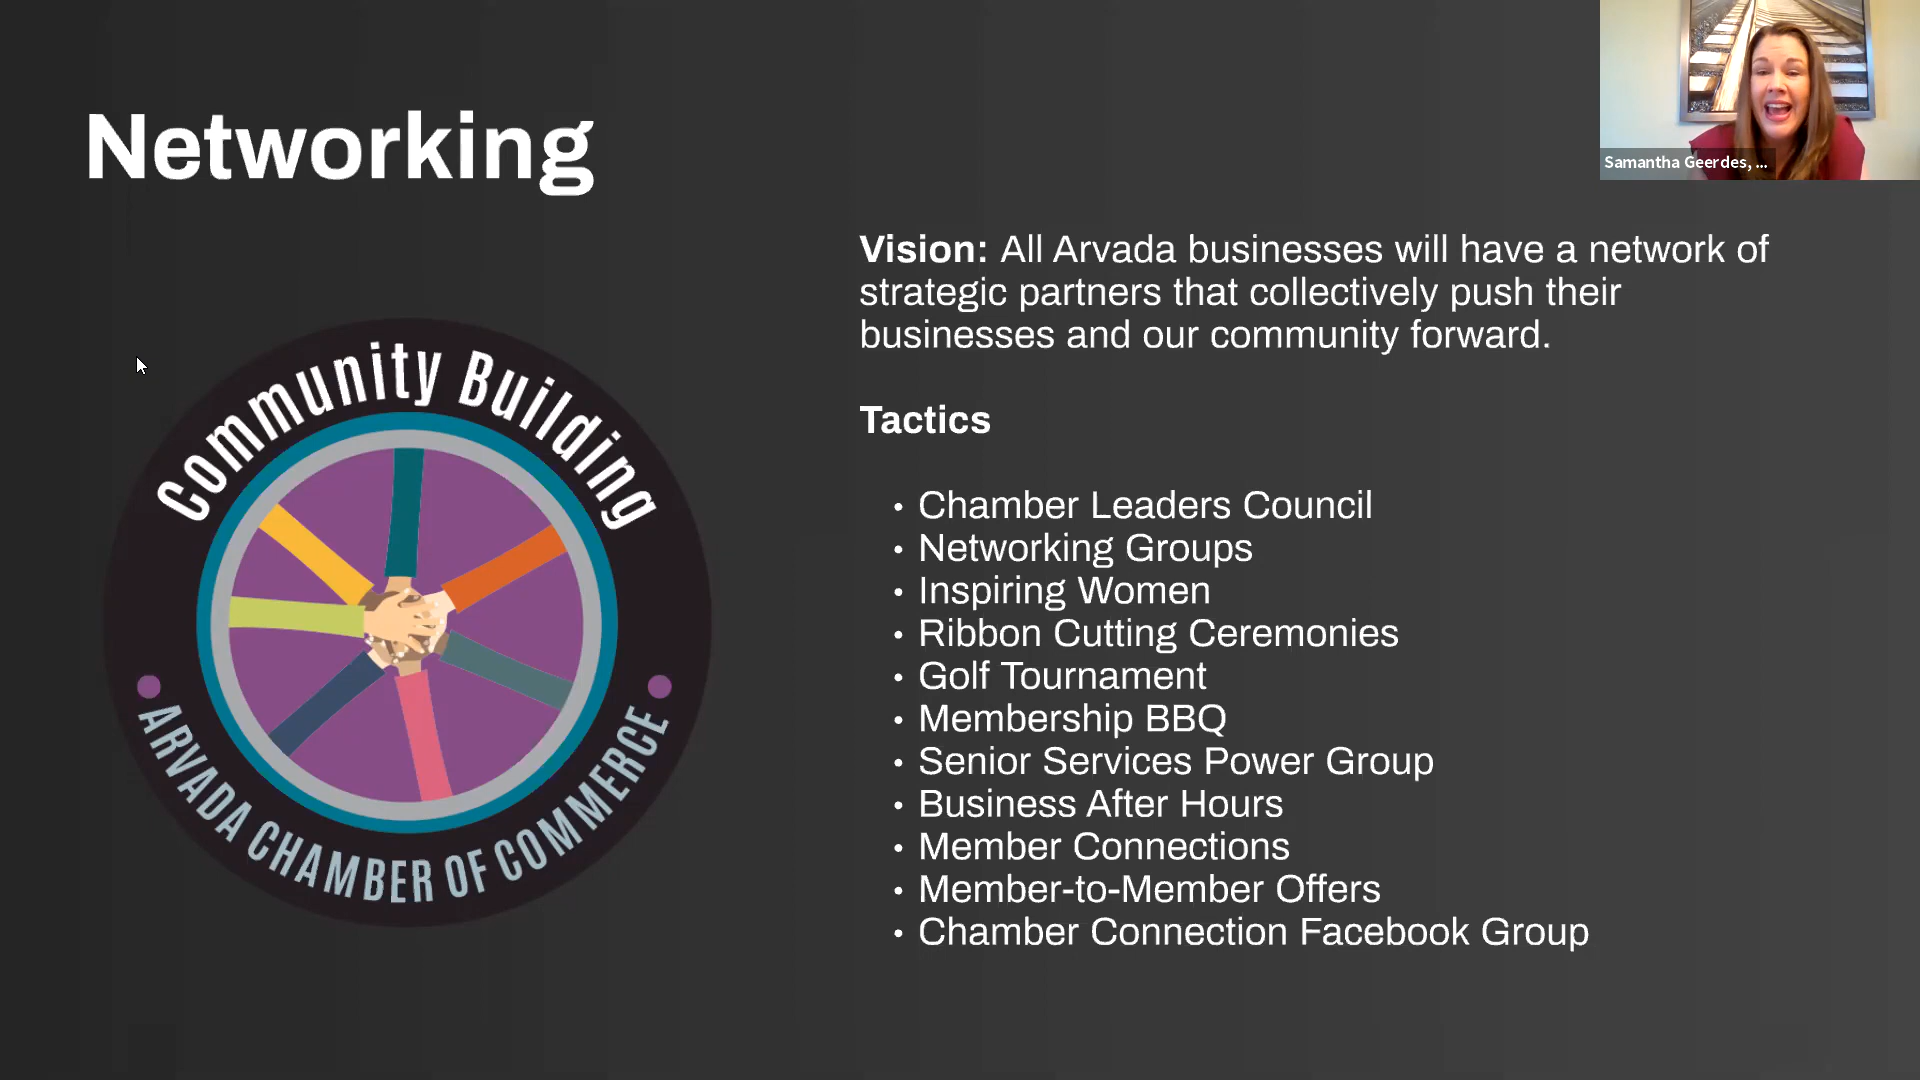 Networking
Samantha Geerdes, ...
Vision: All Arvada businesses will have a network of
strategic partners that collectively push their
businesses and our community forward.
Community Building
ARVADA CHAMBER OF COMMERCE
Tactics
• Chamber Leaders Council
• Networking Groups
• Inspiring Women
• Ribbon Cutting Ceremonies
• Golf Tournament
• Membership BBQ
• Senior Services Power Group
• Business After Hours
• Member Connections
• Member-to-Member Offers
• Chamber Connection Facebook Group